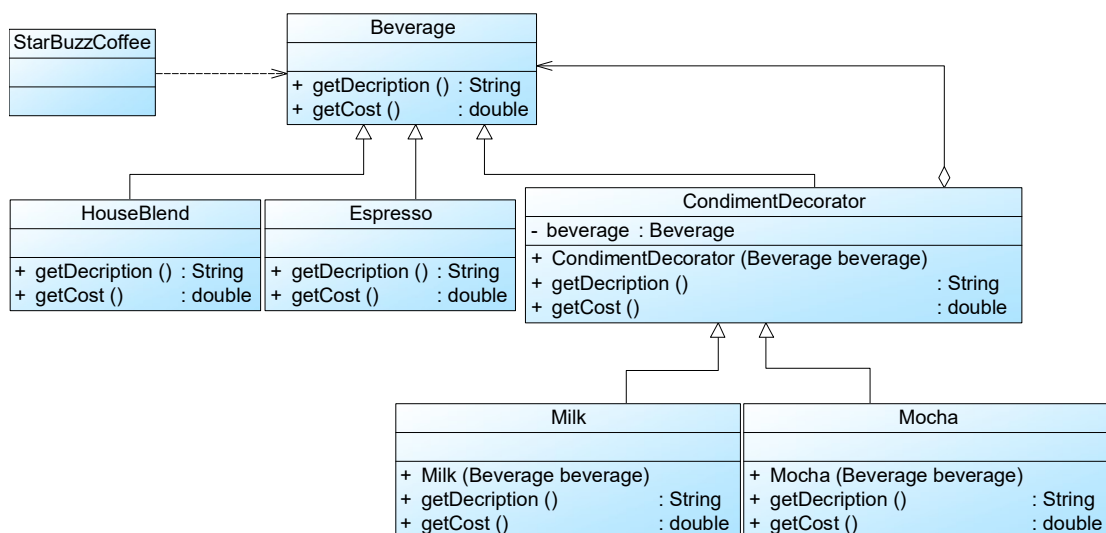 StarBuzzCoffee
Beverage
+ getDecription () : String
+ getCost () : double
HouseBlend
+ getDecription () : String
+ getCost () : double
Espresso
+ getDecription () : String
+ getCost () : double
CondimentDecorator
- beverage : Beverage
+ CondimentDecorator (Beverage beverage)
+ getDecription () : String
+ getCost () : double
Milk
+ Milk (Beverage beverage)
+ getDecription () : String
+ getCost () : double
Mocha
+ Mocha (Beverage beverage)
+ getDecription () : String
+ getCost () : double